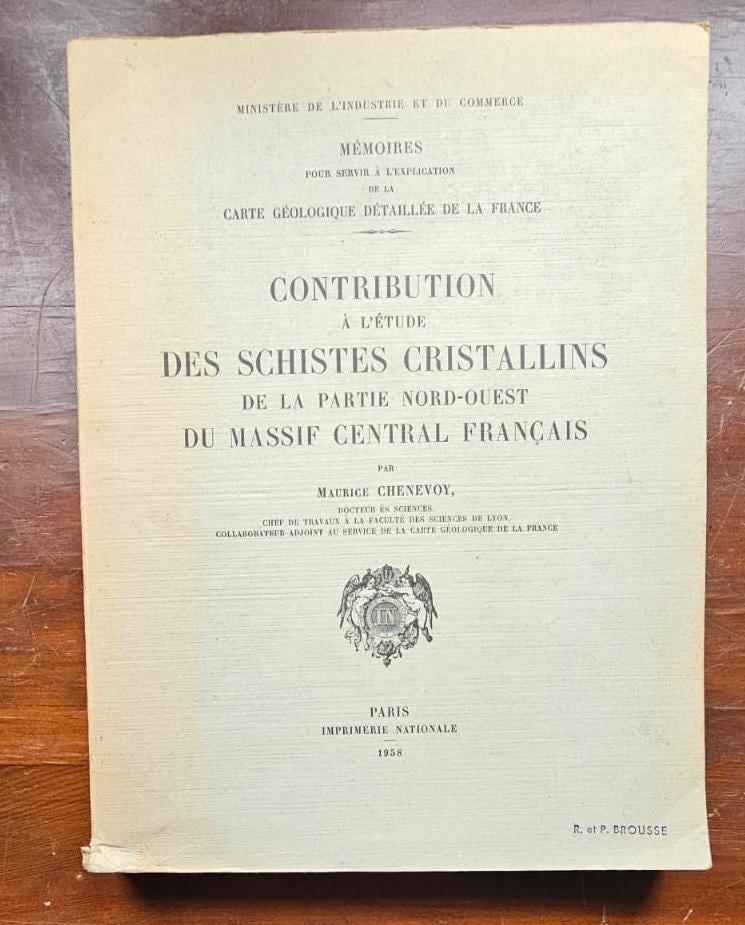 MINISTÈRE DE L'INDUSTRIE ET DU COMMERCE
MÉMOIRES
POUR SERVIR À L'EXPLICATION
DE LA
CARTE GÉOLOGIQUE DÉTAILLÉE DE LA FRANCE
CONTRIBUTION
À L'ÉTUDE
DES SCHISTES CRISTALLINS
DE LA PARTIE NORD-OUEST
DU MASSIF CENTRAL FRANÇAIS
PAR
MAURICE CHENEVOY,
DOCTEUR ÈS SCIENCES,
CHEF DE TRAVAUX À LA FACULTÉ DES SCIENCES DE LYON,
COLLABORATEUR ADJOINT AU SERVICE DE LA CARTE GÉOLOGIQUE DE LA FRANCE
IN
PARIS
IMPRIMERIE NATIONALE
1958
R. et P. BROUSSE